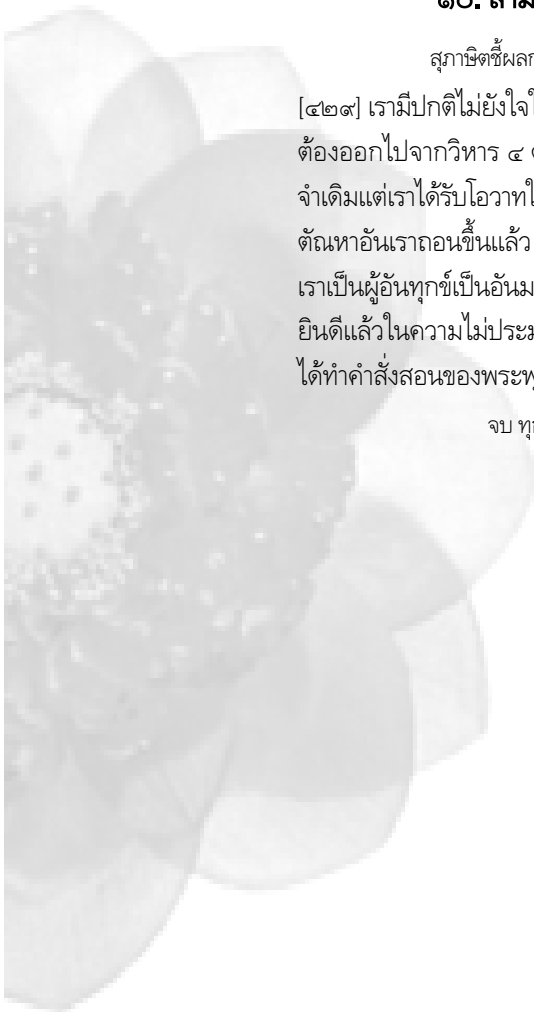 ๑๐. สาม
สุภาษิตชี้ผล
[๔๒๙] เรามีปกติไม่ยังใจ
ต้องออกไปจากวิหาร ๔
จำเดิมแต่เราได้รับโอวาท
ตัณหาอันเราถอนขึ้นแล้ว
เราเป็นผู้อันทุกข์เป็นอันม
ยินดีแล้วในความไม่ประม
ได้ทำคำสั่งสอนของพระพ
จบ ทุ